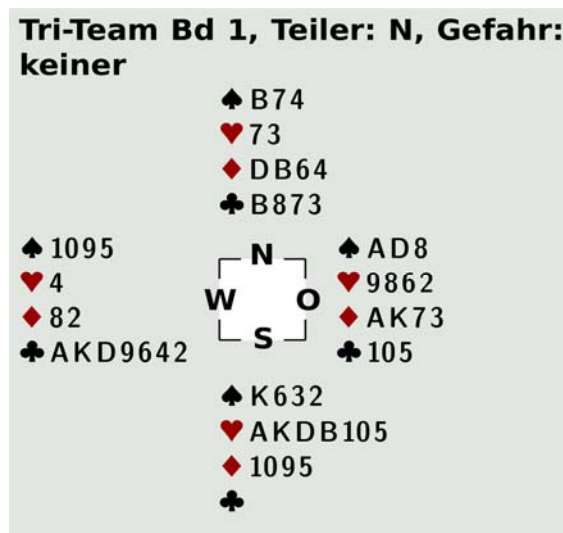 Tri-Team Bd 1, Teiler: N, Gefahr:
keiner
♠ B74
♥ 73
♦ DB64
♣ B873
♠ 1095
♥ 4
♦ 82
♣ AKD9642
N
W O
S
♠ AD8
♥ 9862
♦ AK73
♣ 105
♠ K632
♥ AKDB105
♦ 1095
♣